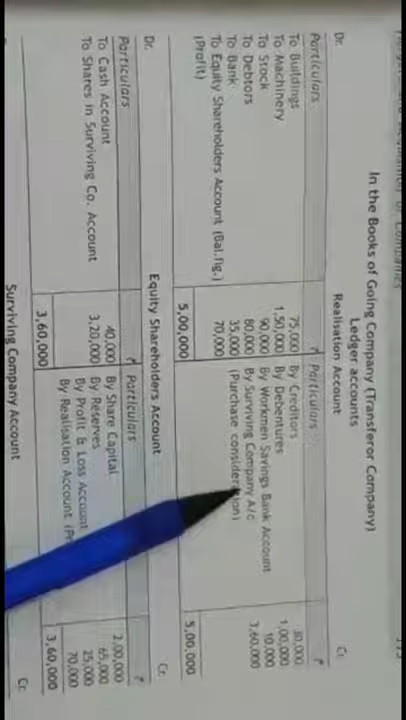 In the Books of Going Company (Transferor Company)
Ledger accounts
Realisation Account
Dr. Cr.
Particulars ₹ Particulars ₹
To Buildings 75,000 By Creditors 30,000
To Machinery 1,50,000 By Debentures 1,00,000
To Stock 90,000 By Workmen Savings Bank Account 10,000
To Debtors 80,000 By Surviving Company A/c 3,60,000
To Bank 35,000 (Purchase consideration)
To Equity Shareholders Account (Bal.fig.) 70,000
(Profit)
5,00,000 5,00,000
Equity Shareholders Account
Dr. Cr.
Particulars ₹ Particulars ₹
To Cash Account 40,000 By Share Capital 2,00,000
To Shares in Surviving Co. Account 3,20,000 By Reserves 65,000
By Profit & Loss Account 25,000
By Realisation Account 70,000
3,60,000 3,60,000
Surviving Company Account
Cr.